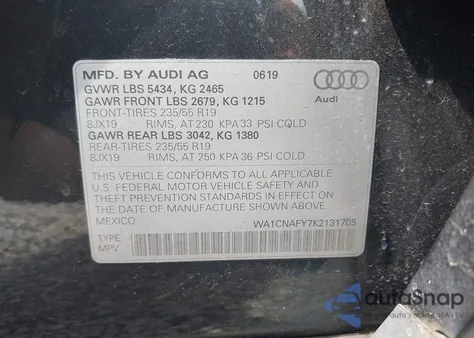 MFD. BY AUDI AG 0619
GVWR LBS 5434, KG 2465
GAWR FRONT LBS 2679, KG 1215
FRONT-TIRES 235/55 R19
8JX19 RIMS, AT 230 KPA 33 PSI COLD
GAWR REAR LBS 3042, KG 1380
REAR-TIRES 235/55 R19
8JX19 RIMS, AT 250 KPA 36 PSI COLD
Audi
THIS VEHICLE CONFORMS TO ALL APPLICABLE
U.S. FEDERAL MOTOR VEHICLE SAFETY, BUMPER,
AND THEFT PREVENTION STANDARDS IN EFFECT ON
THE DATE OF MANUFACTURE SHOWN ABOVE.
MEXICO WA1CNAFY7K2131705
TYPE
MPV
autoSnap